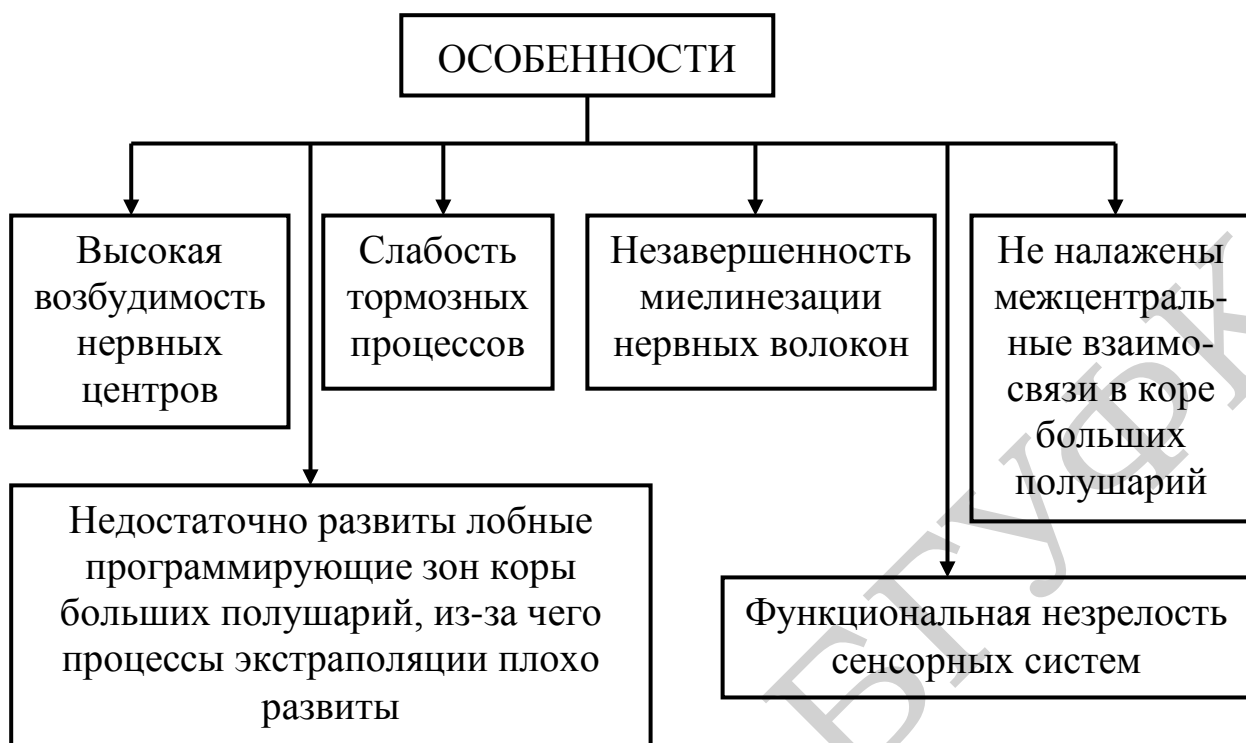 ОСОБЕННОСТИ
Высокая
возбудимость
нервных
центров
Слабость
тормозных
процессов
Незавершенность
миелинезации
нервных волокон
Не налажены
межцентраль-
ные взаимо-
связи в коре
больших
полушарий
Недостаточно развиты лобные
программирующие зон коры
больших полушарий, из-за чего
процессы экстраполяции плохо
развиты
Функциональная незрелость
сенсорных систем
БГУФК